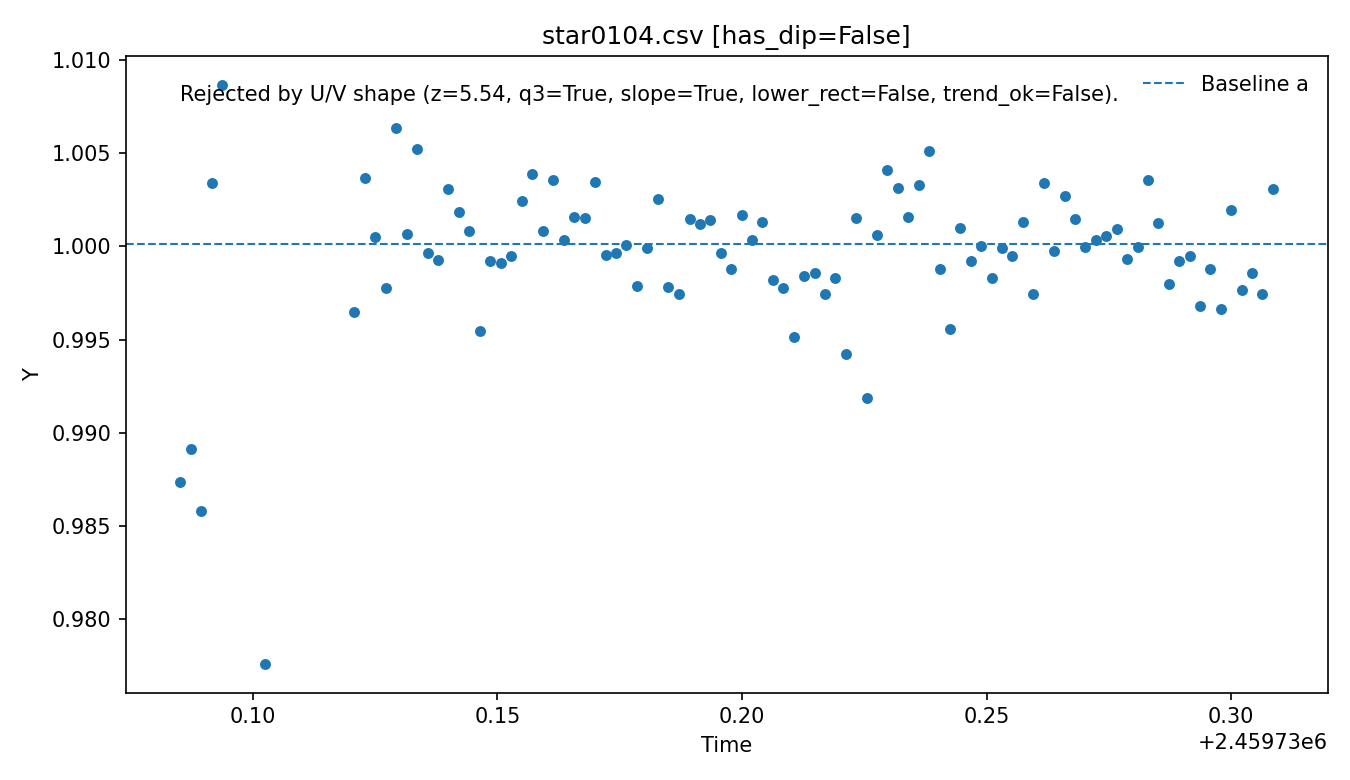 star0104.csv [has_dip=False]
Rejected by U/V shape (z=5.54, q3=True, slope=True, lower_rect=False, trend_ok=False).
Baseline a
1.010
1.005
1.000
0.995
0.990
0.985
0.980
Y
0.10 0.15 0.20 0.25 0.30
Time
+2.45973e6